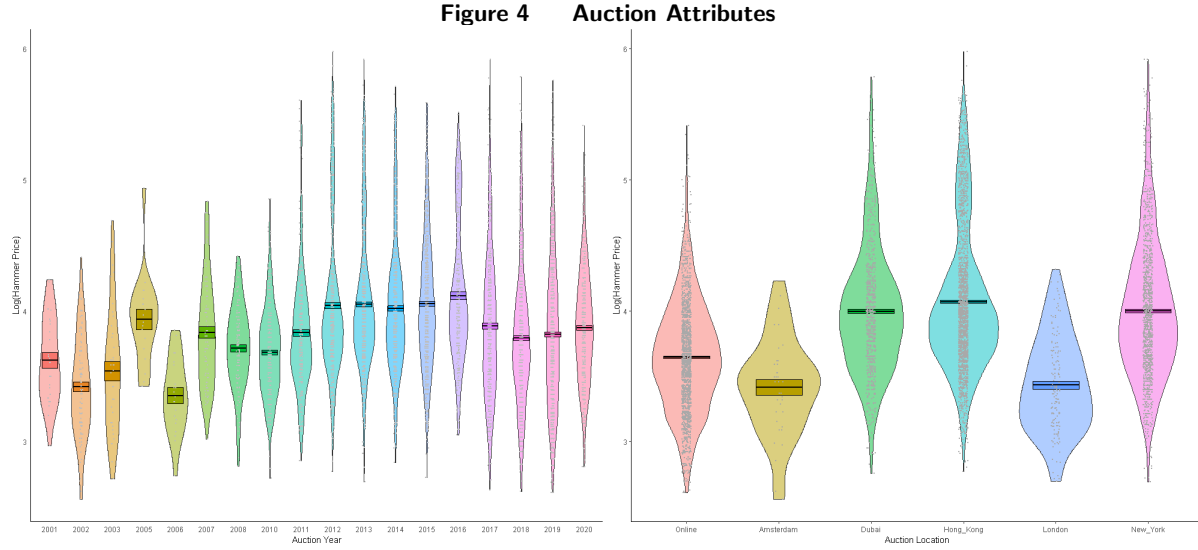 Figure 4 Auction Attributes
Log(Hammer Price)
6
5
4
3
2001 2002 2003 2005 2006 2007 2008 2010 2011 2012 2013 2014 2015 2016 2017 2018 2019 2020
Auction Year
Log(Hammer Price)
6
5
4
3
Online Amsterdam Dubai Hong_Kong London New_York
Auction Location